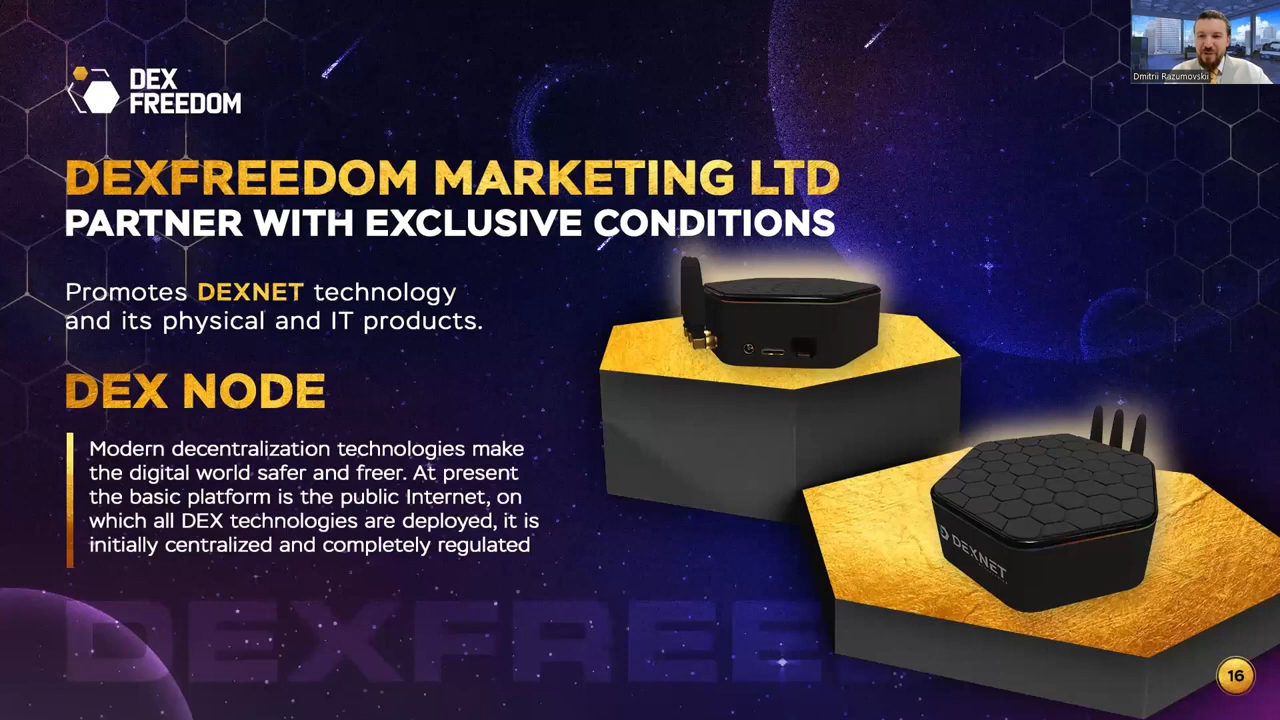 Dmitrii Razumovskii
DEX
FREEDOM
DEXFREEDOM MARKETING LTD
PARTNER WITH EXCLUSIVE CONDITIONS
Promotes DEXNET technology
and its physical and IT products.
DEX NODE
Modern decentralization technologies make
the digital world safer and freer. At present
the basic platform is the public Internet, on
which all DEX technologies are deployed, it is
initially centralized and completely regulated
DEXNET
DEXFREE
16